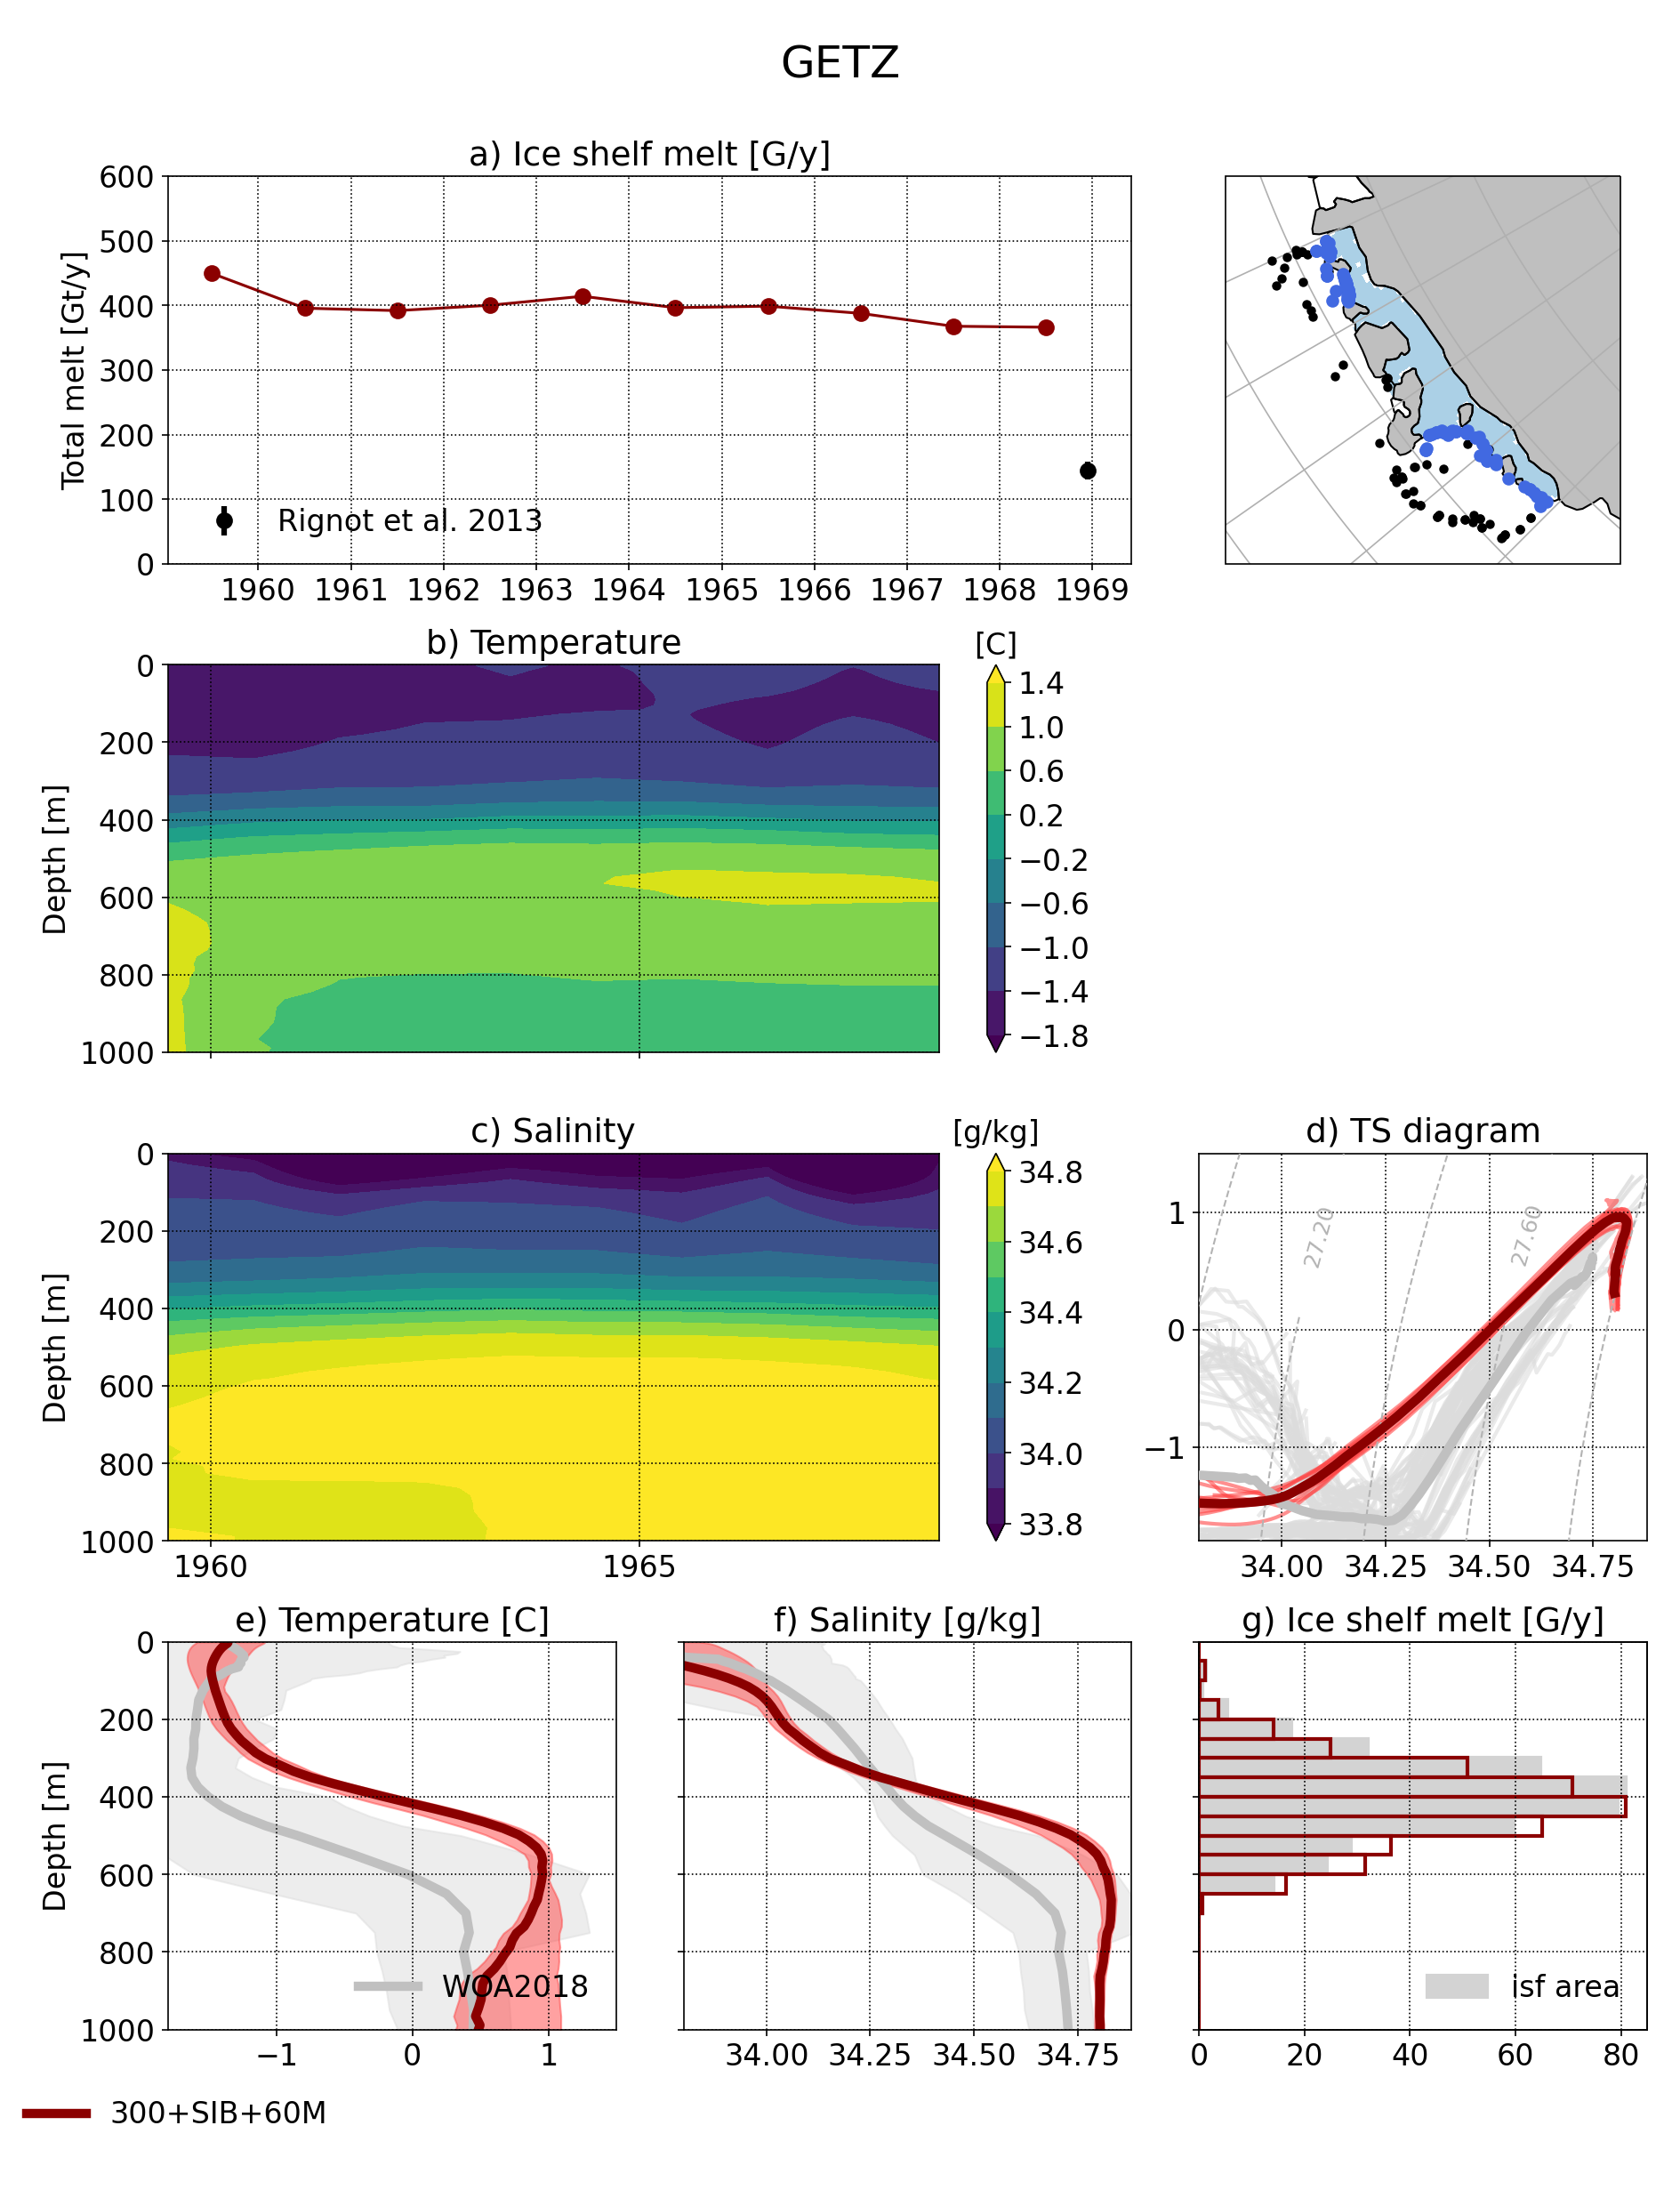 GETZ
a) Ice shelf melt [G/y]
Total melt [Gt/y]
600
500
400
300
200
100
0
Rignot et al. 2013
1960 1961 1962 1963 1964 1965 1966 1967 1968 1969
b) Temperature
[C]
Depth [m]
0
200
400
600
800
1000
1.4
1.0
0.6
0.2
−0.2
−0.6
−1.0
−1.4
−1.8
c) Salinity
[g/kg]
Depth [m]
0
200
400
600
800
1000
1960 1965
34.8
34.6
34.4
34.2
34.0
33.8
d) TS diagram
1
0
−1
27.20
27.60
34.00 34.25 34.50 34.75
e) Temperature [C]
Depth [m]
0
200
400
600
800
1000
WOA2018
−1 0 1
f) Salinity [g/kg]
34.00 34.25 34.50 34.75
g) Ice shelf melt [G/y]
isf area
0 20 40 60 80
300+SIB+60M